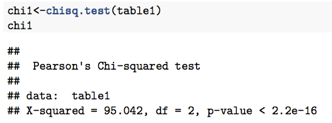 chi1<-chisq.test(table1)
chi1
##
## Pearson's Chi-squared test
##
## data: table1
## X-squared = 95.042, df = 2, p-value < 2.2e-16